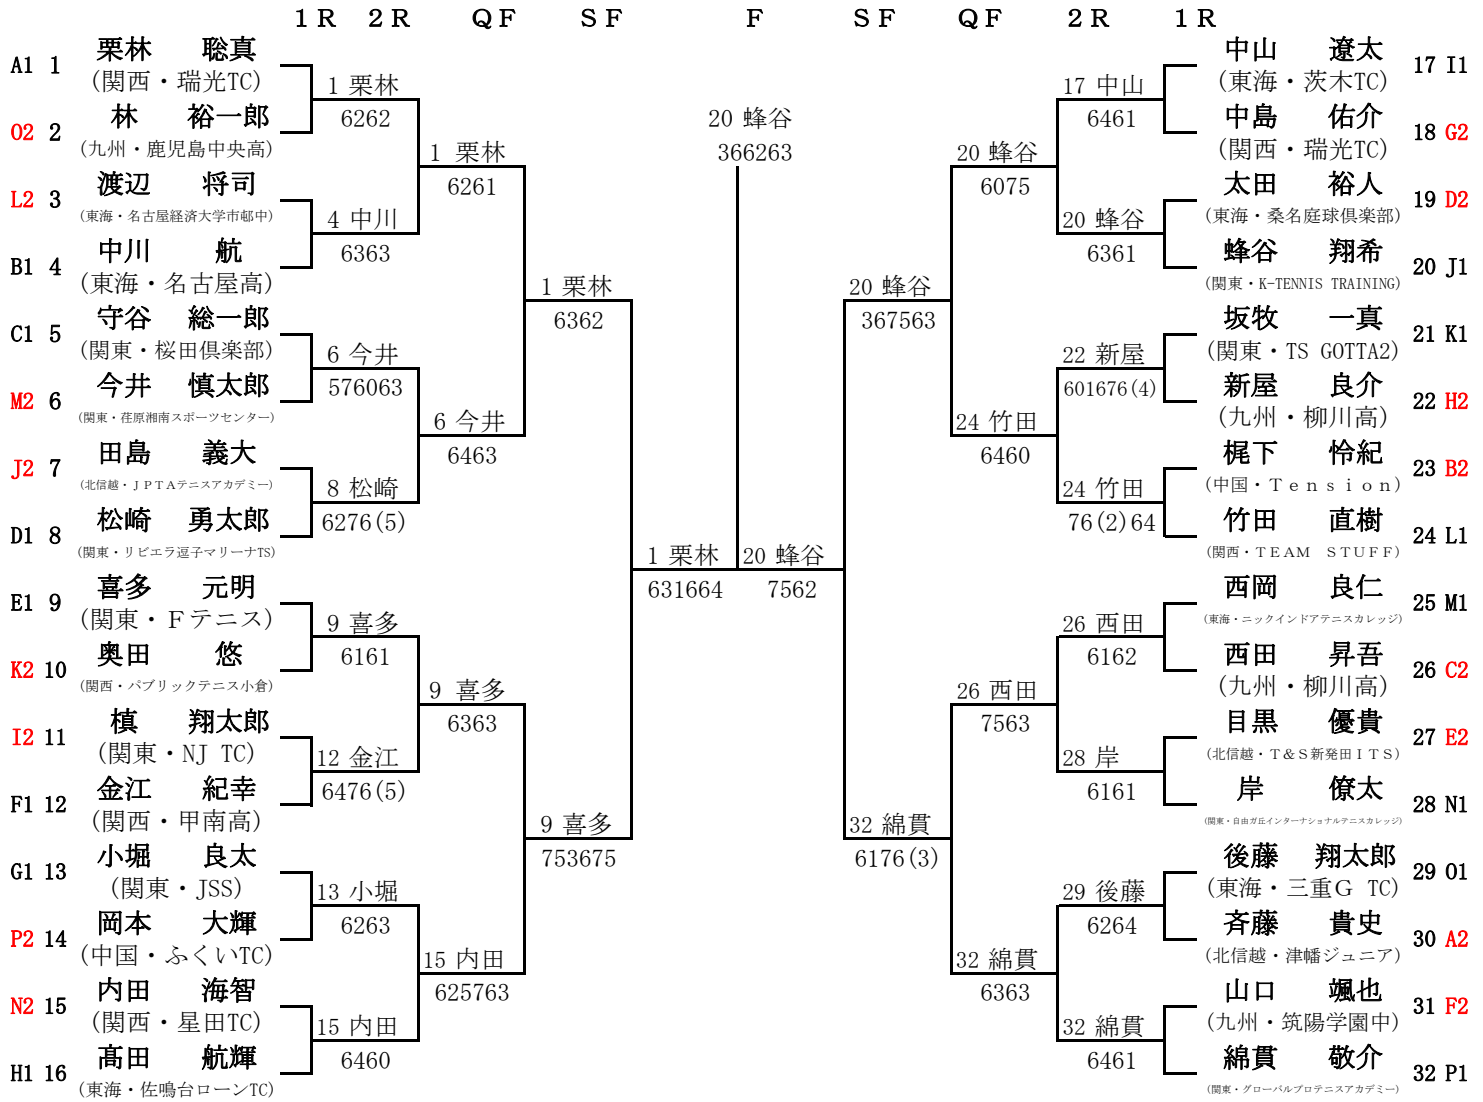 １Ｒ ２Ｒ ＱＦ ＳＦ Ｆ ＳＦ ＱＦ ２Ｒ １Ｒ
A1 1 栗林 聡真
(関西・瑞光TC)
O2 2 林 裕一郎
(九州・鹿児島中央高)
L2 3 渡辺 将司
(東海・名古屋経済大学市邨中)
B1 4 中川 航
(東海・名古屋高)
C1 5 守谷 総一郎
(関東・桜田倶楽部)
M2 6 今井 慎太郎
(関東・荏原湘南スポーツセンター)
J2 7 田島 義大
(北信越・ＪＰＴＡテニスアカデミー)
D1 8 松崎 勇太郎
(関東・リビエラ逗子マリーナTS)
E1 9 喜多 元明
(関東・Ｆテニス)
K2 10 奥田 悠
(関西・パブリックテニス小倉)
I2 11 槙 翔太郎
(関東・NJ TC)
F1 12 金江 紀幸
(関西・甲南高)
G1 13 小堀 良太
(関東・JSS)
P2 14 岡本 大輝
(中国・ふくいTC)
N2 15 内田 海智
(関西・星田TC)
H1 16 髙田 航輝
(東海・佐鳴台ローンTC)
1 栗林
6262
4 中川
6363
6 今井
576063
8 松崎
6276(5)
9 喜多
6161
12 金江
6476(5)
13 小堀
6263
15 内田
6460
1 栗林
6261
6 今井
6463
9 喜多
6363
15 内田
625763
1 栗林
6362
9 喜多
753675
1 栗林
631664
20 蜂谷
366263
20 蜂谷
7562
20 蜂谷
367563
32 綿貫
6176(3)
20 蜂谷
6075
24 竹田
6460
26 西田
7563
32 綿貫
6363
17 中山
6461
20 蜂谷
6361
22 新屋
601676(4)
24 竹田
76(2)64
26 西田
6162
28 岸
6161
29 後藤
6264
32 綿貫
6461
中山 遼太 17 I1
(東海・茨木TC)
中島 佑介 18 G2
(関西・瑞光TC)
太田 裕人 19 D2
(東海・桑名庭球倶楽部)
蜂谷 翔希 20 J1
(関東・K-TENNIS TRAINING)
坂牧 一真 21 K1
(関東・TS GOTTA2)
新屋 良介 22 H2
(九州・柳川高)
梶下 怜紀 23 B2
(中国・Ｔｅｎｓｉｏｎ)
竹田 直樹 24 L1
(関西・ＴＥＡＭ ＳＴＵＦＦ)
西岡 良仁 25 M1
(東海・ニックインドアテニスカレッジ)
西田 昇吾 26 C2
(九州・柳川高)
目黒 優貴 27 E2
(北信越・Ｔ＆Ｓ新発田ＩＴＳ)
岸 僚太 28 N1
(関東・自由ガ丘インターナショナルテニスカレッジ)
後藤 翔太郎 29 O1
(東海・三重Ｇ TC)
斉藤 貴史 30 A2
(北信越・津幡ジュニア)
山口 颯也 31 F2
(九州・筑陽学園中)
綿貫 敬介 32 P1
(関東・グローバルプロテニスアカデミー)